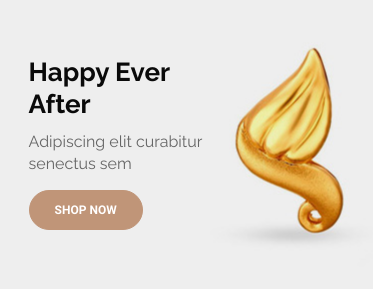 Happy Ever
After
Adipiscing elit curabitur
senectus sem
SHOP NOW